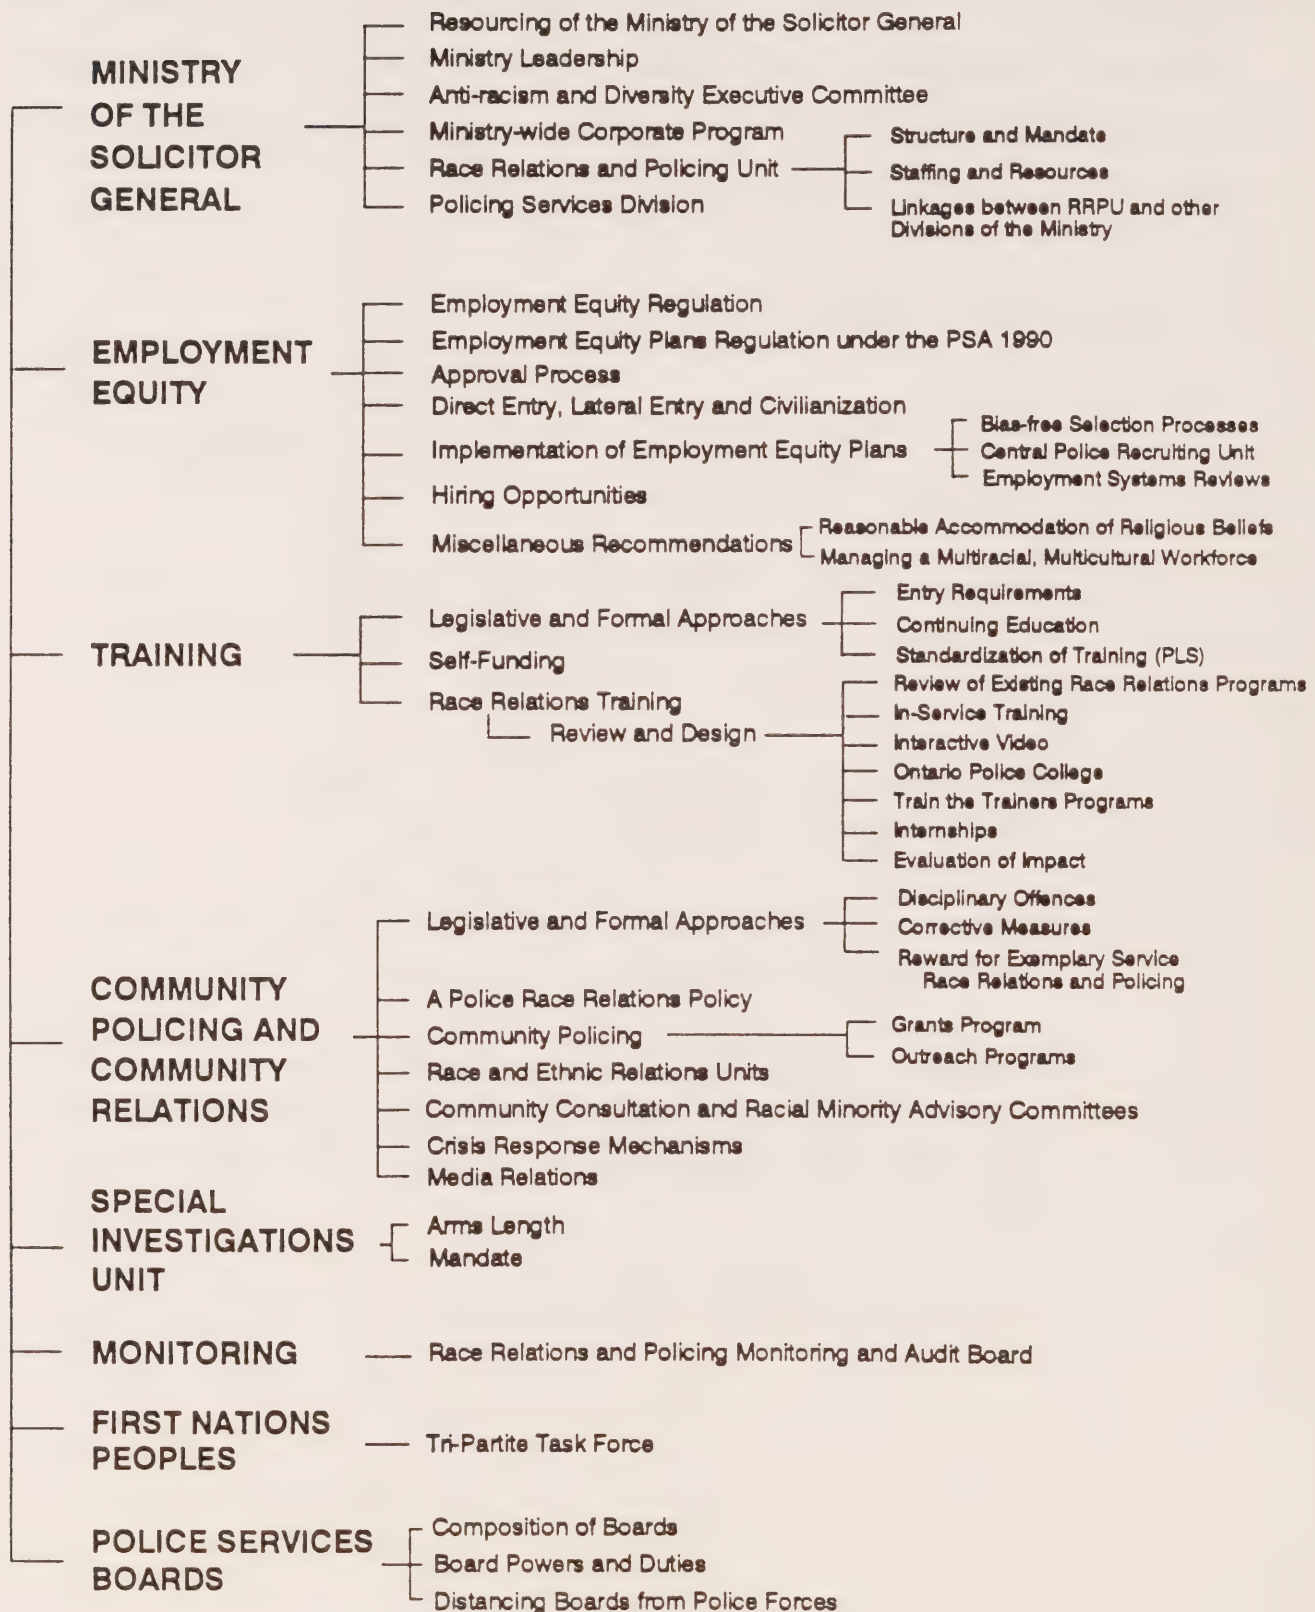 MINISTRY
OF THE
SOLICITOR
GENERAL
Resourcing of the Ministry of the Solicitor General
Ministry Leadership
Anti-racism and Diversity Executive Committee
Ministry-wide Corporate Program
Race Relations and Policing Unit
Structure and Mandate
Staffing and Resources
Linkages between RRPU and other
Divisions of the Ministry
Policing Services Division
EMPLOYMENT
EQUITY
Employment Equity Regulation
Employment Equity Plans Regulation under the PSA 1990
Approval Process
Direct Entry, Lateral Entry and Civilianization
Implementation of Employment Equity Plans
Bias-free Selection Processes
Central Police Recruiting Unit
Employment Systems Reviews
Hiring Opportunities
Miscellaneous Recommendations
Reasonable Accommodation of Religious Beliefs
Managing a Multiracial, Multicultural Workforce
TRAINING
Legislative and Formal Approaches
Entry Requirements
Continuing Education
Standardization of Training (PLS)
Self-Funding
Race Relations Training
Review and Design
Review of Existing Race Relations Programs
In-Service Training
Interactive Video
Ontario Police College
Train the Trainers Programs
Internships
Evaluation of Impact
COMMUNITY
POLICING AND
COMMUNITY
RELATIONS
Legislative and Formal Approaches
Disciplinary Offences
Corrective Measures
Reward for Exemplary Service
Race Relations and Policing
A Police Race Relations Policy
Community Policing
Grants Program
Outreach Programs
Race and Ethnic Relations Units
Community Consultation and Racial Minority Advisory Committees
Crisis Response Mechanisms
Media Relations
SPECIAL
INVESTIGATIONS
UNIT
Arms Length
Mandate
MONITORING
Race Relations and Policing Monitoring and Audit Board
FIRST NATIONS
PEOPLES
Tri-Partite Task Force
POLICE SERVICES
BOARDS
Composition of Boards
Board Powers and Duties
Distancing Boards from Police Forces